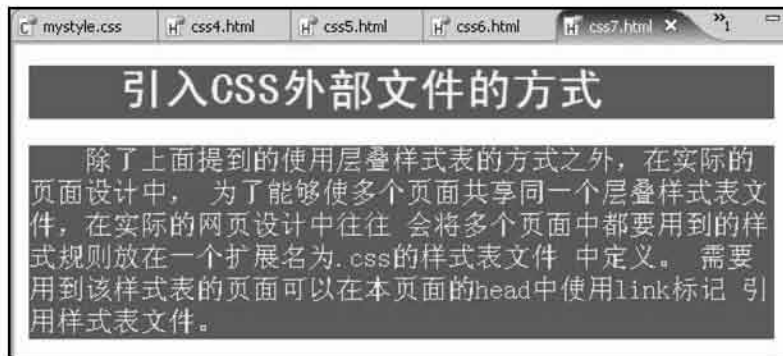 mystyle.css css4.html css5.html css6.html css7.html »1
引入CSS外部文件的方式
除了上面提到的使用层叠样式表的方式之外，在实际的
页面设计中， 为了能够使多个页面共享同一个层叠样式表文
件，在实际的网页设计中往往 会将多个页面中都要用到的样
式规则放在一个扩展名为.css的样式表文件 中定义。 需要
用到该样式表的页面可以在本页面的head中使用link标记 引
用样式表文件。